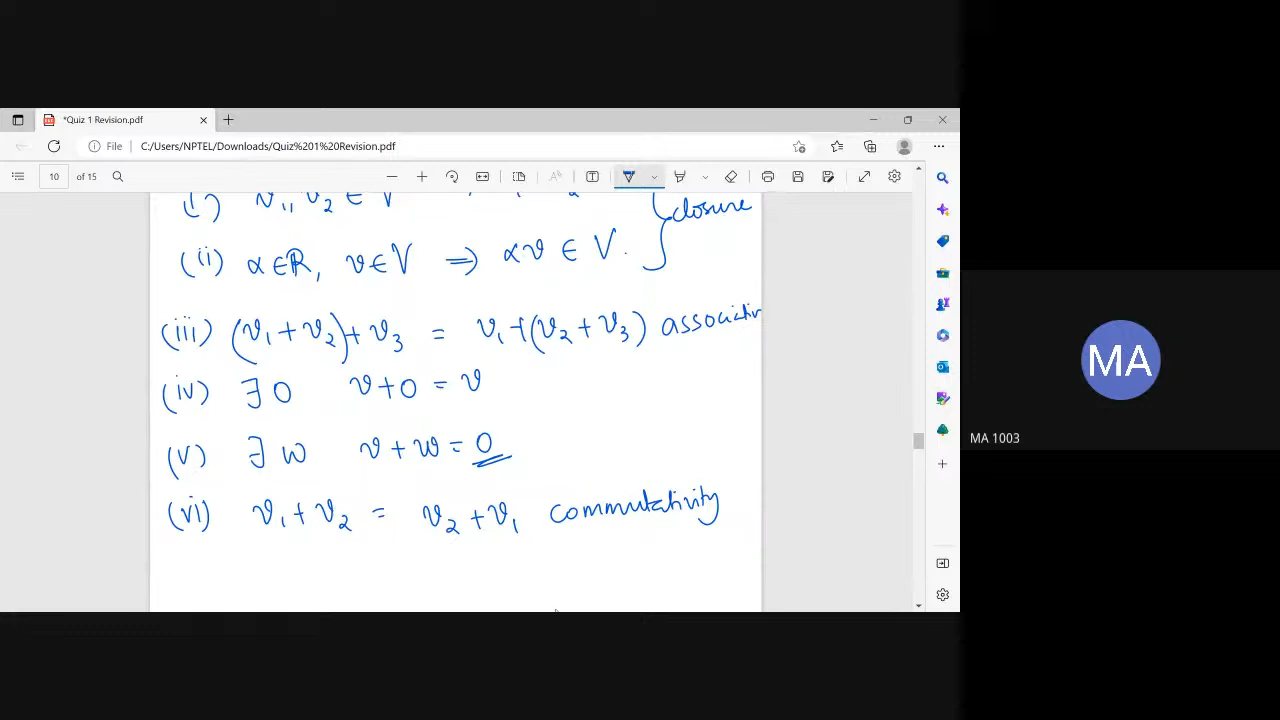 *Quiz 1 Revision.pdf
File C:/Users/NPTEL/Downloads/Quiz%201%20Revision.pdf
10 of 15
(i) v₁, v₂ ∈ V
closure
(ii) α∈ℝ, v∈V ⇒ αv ∈ V.
(iii) (v₁+v₂)+v₃ = v₁+(v₂+v₃) associativ
(iv) ∃ 0 v+0 = v
(v) ∃ w v+w = 0
(vi) v₁+v₂ = v₂+v₁ commutativity
MA
MA 1003